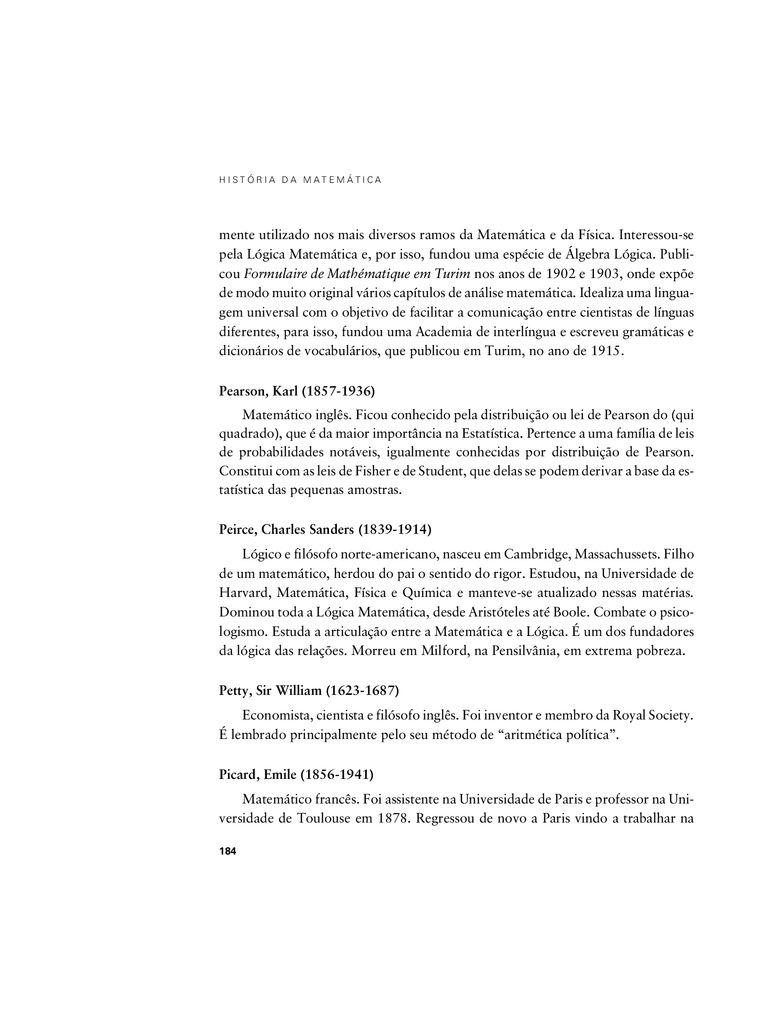 HISTÓRIA DA MATEMÁTICA
mente utilizado nos mais diversos ramos da Matemática e da Física. Interessou-se
pela Lógica Matemática e, por isso, fundou uma espécie de Álgebra Lógica. Publi-
cou Formulaire de Mathématique em Turim nos anos de 1902 e 1903, onde expõe
de modo muito original vários capítulos de análise matemática. Idealiza uma lingua-
gem universal com o objetivo de facilitar a comunicação entre cientistas de línguas
diferentes, para isso, fundou uma Academia de interlíngua e escreveu gramáticas e
dicionários de vocabulários, que publicou em Turim, no ano de 1915.
Pearson, Karl (1857-1936)
Matemático inglês. Ficou conhecido pela distribuição ou lei de Pearson do (qui
quadrado), que é da maior importância na Estatística. Pertence a uma família de leis
de probabilidades notáveis, igualmente conhecidas por distribuição de Pearson.
Constitui com as leis de Fisher e de Student, que delas se podem derivar a base da es-
tatística das pequenas amostras.
Peirce, Charles Sanders (1839-1914)
Lógico e filósofo norte-americano, nasceu em Cambridge, Massachussets. Filho
de um matemático, herdou do pai o sentido do rigor. Estudou, na Universidade de
Harvard, Matemática, Física e Química e manteve-se atualizado nessas matérias.
Dominou toda a Lógica Matemática, desde Aristóteles até Boole. Combate o psico-
logismo. Estuda a articulação entre a Matemática e a Lógica. É um dos fundadores
da lógica das relações. Morreu em Milford, na Pensilvânia, em extrema pobreza.
Petty, Sir William (1623-1687)
Economista, cientista e filósofo inglês. Foi inventor e membro da Royal Society.
É lembrado principalmente pelo seu método de “aritmética política”.
Picard, Emile (1856-1941)
Matemático francês. Foi assistente na Universidade de Paris e professor na Uni-
versidade de Toulouse em 1878. Regressou de novo a Paris vindo a trabalhar na
184